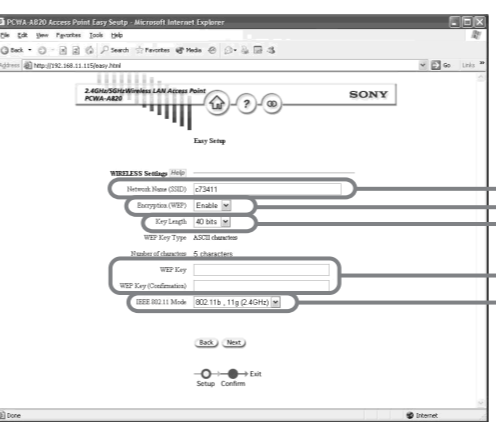 PCWA-A820 Access Point Easy Seutp - Microsoft Internet Explorer
File Edit View Favorites Tools Help
Back Search Favorites Media
Address http://192.168.11.115/easy.html Go Links »
2.4GHz/5GHzWireless LAN Access Point
PCWA-A820
SONY
Easy Setup
WIRELESS Settings Help
Network Name (SSID) c73411
Encryption (WEP) Enable
Key Length 40 bits
WEP Key Type ASCII characters
Number of characters 5 characters
WEP Key
WEP Key (Confirmation)
IEEE 802.11 Mode 802.11b , 11g (2.4GHz)
Back Next
Exit
Setup Confirm
Done Internet